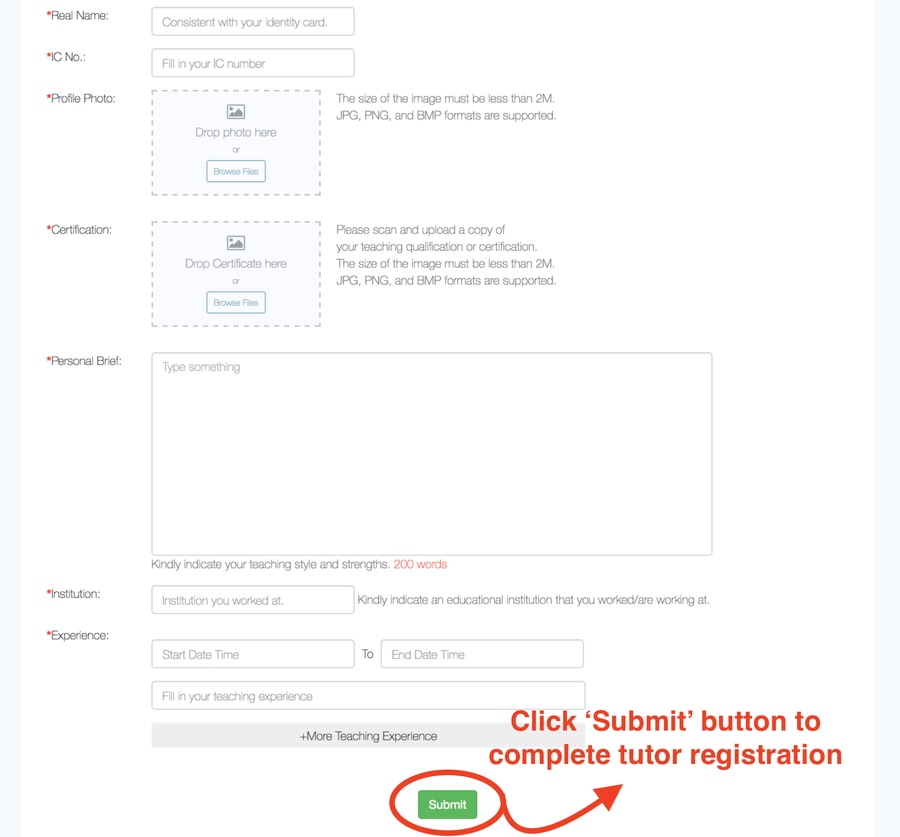 *Real Name:
Consistent with your identity card.
*IC No.:
Fill in your IC number
*Profile Photo:
Drop photo here
or
Browse Files
The size of the image must be less than 2M.
JPG, PNG, and BMP formats are supported.
*Certification:
Drop Certificate here
or
Browse Files
Please scan and upload a copy of
your teaching qualification or certification.
The size of the image must be less than 2M.
JPG, PNG, and BMP formats are supported.
*Personal Brief:
Type something
Kindly indicate your teaching style and strengths. 200 words
*Institution:
Institution you worked at.
Kindly indicate an educational institution that you worked/are working at.
*Experience:
Start Date Time To End Date Time
Fill in your teaching experience
+More Teaching Experience
Click ‘Submit’ button to
complete tutor registration
Submit